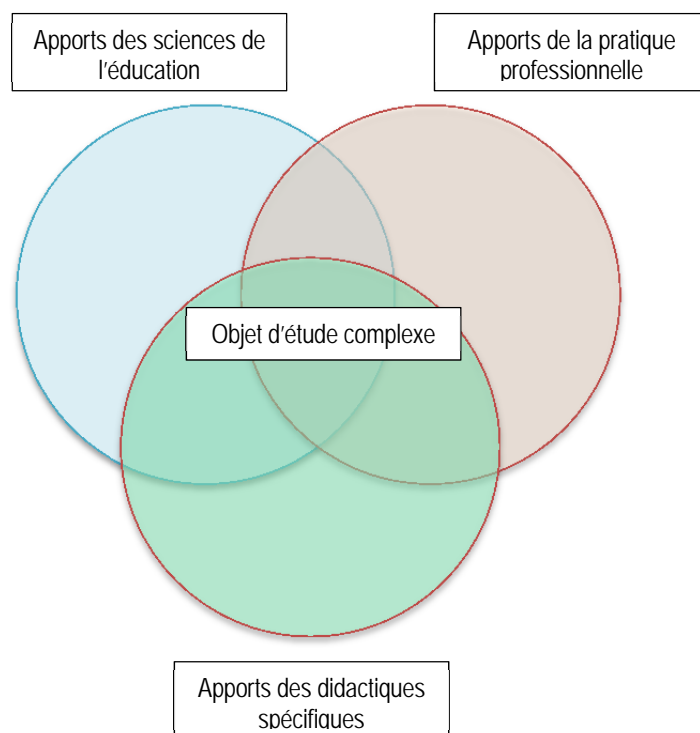 Apports des sciences de
l'éducation
Apports de la pratique
professionnelle
Objet d'étude complexe
Apports des didactiques
spécifiques